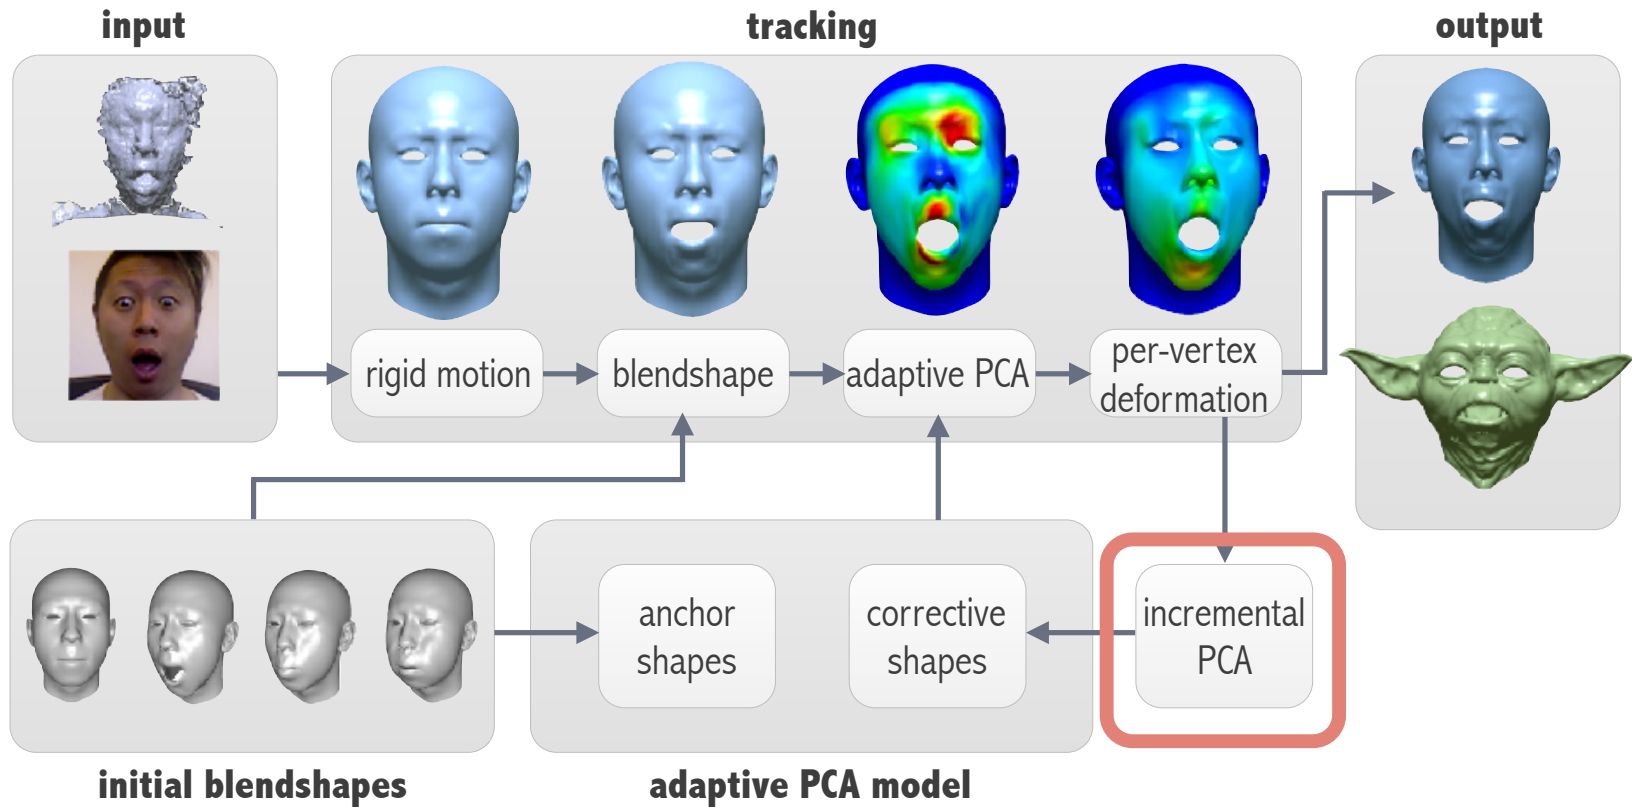 input
tracking
output
rigid motion
blendshape
adaptive PCA
per-vertex
deformation
anchor
shapes
corrective
shapes
incremental
PCA
initial blendshapes
adaptive PCA model